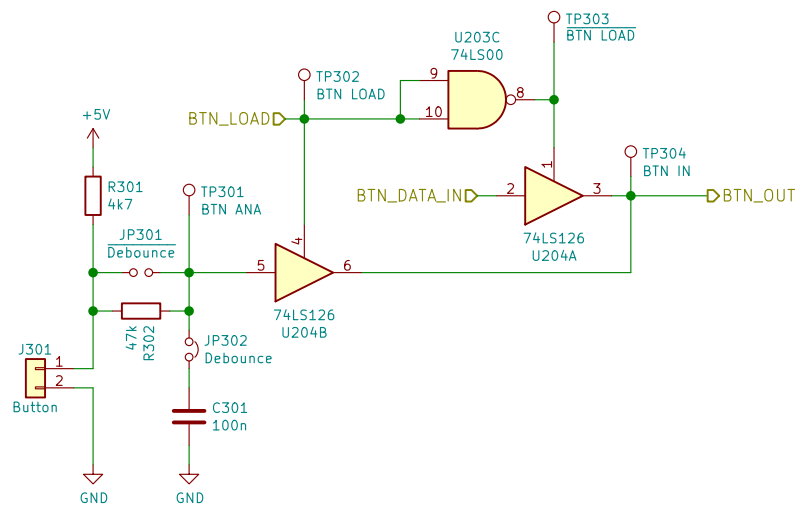 U203C
74LS00
9
10
8
TP303
BTN LOAD
TP302
BTN LOAD
BTN_LOAD
+5V
R301
4k7
TP301
BTN ANA
JP301
Debounce
BTN_DATA_IN
2
1
3
74LS126
U204A
TP304
BTN IN
BTN_OUT
5
4
6
74LS126
U204B
47k
R302
JP302
Debounce
J301
1
2
Button
C301
100n
GND
GND